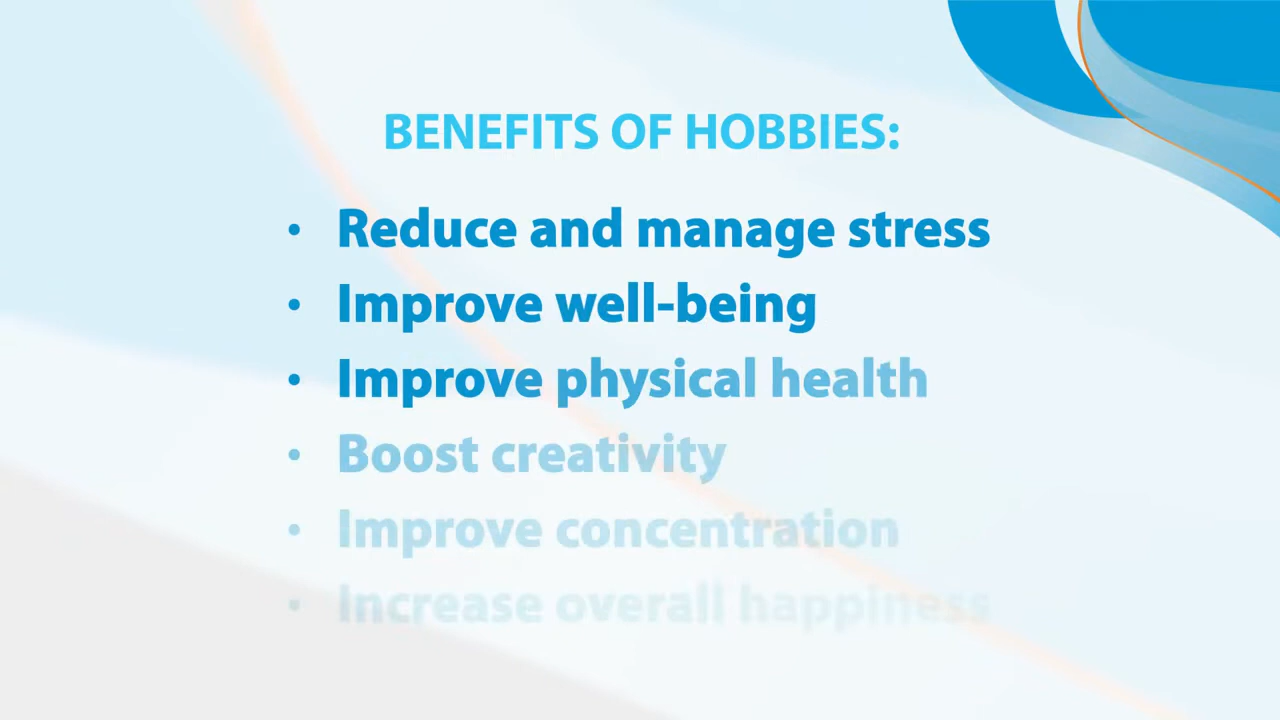 BENEFITS OF HOBBIES:
• Reduce and manage stress
• Improve well-being
• Improve physical health
• Boost creativity
• Improve concentration
• Increase overall happiness